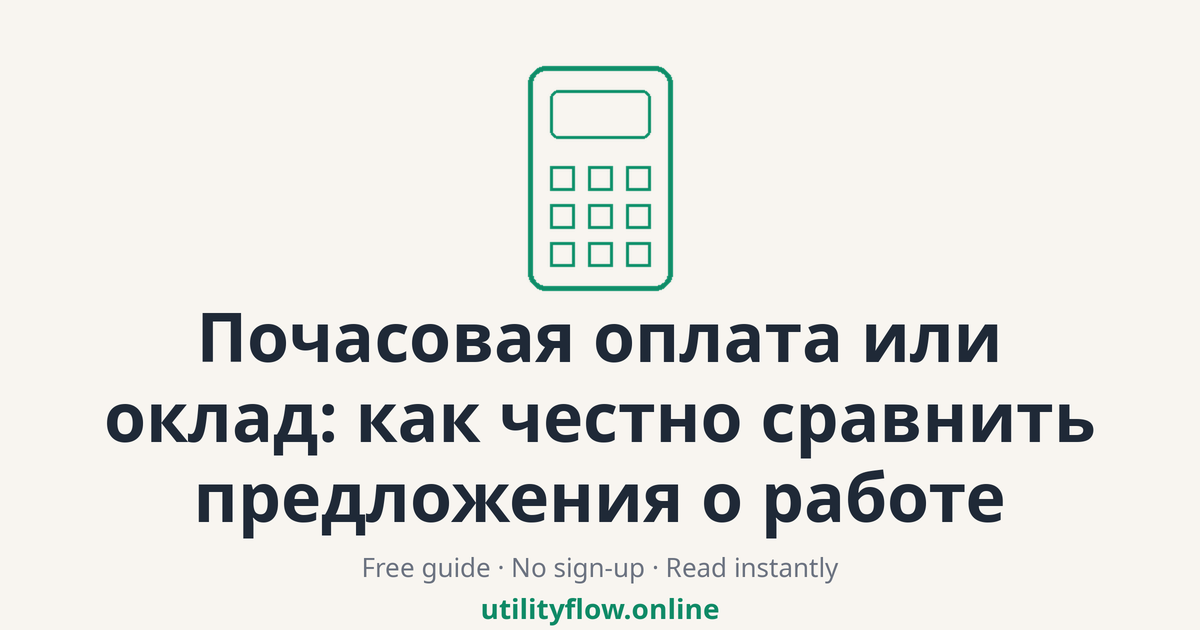 Почасовая оплата или
оклад: как честно сравнить
предложения о работе
Free guide · No sign-up · Read instantly
utilityflow.online